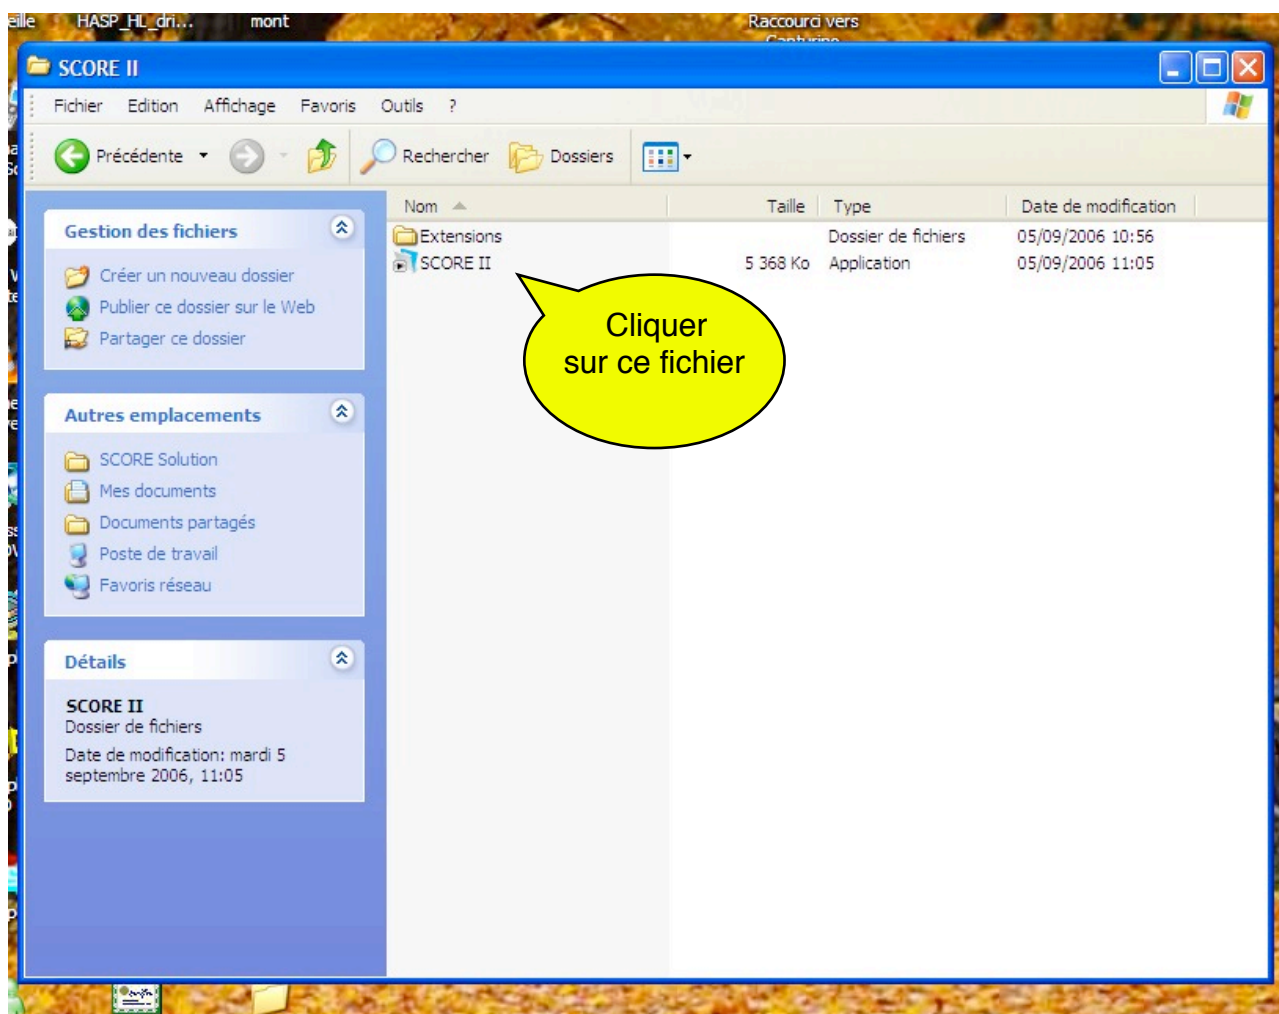 HASP_HL_dri...
mont
Raccourci vers
SCORE II
Fichier Edition Affichage Favoris Outils ?
Précédente Rechercher Dossiers
Nom Taille Type Date de modification
Gestion des fichiers
Créer un nouveau dossier
Publier ce dossier sur le Web
Partager ce dossier
Autres emplacements
SCORE Solution
Mes documents
Documents partagés
Poste de travail
Favoris réseau
Détails
SCORE II
Dossier de fichiers
Date de modification: mardi 5
septembre 2006, 11:05
Extensions Dossier de fichiers 05/09/2006 10:56
SCORE II 5 368 Ko Application 05/09/2006 11:05
Cliquer
sur ce fichier